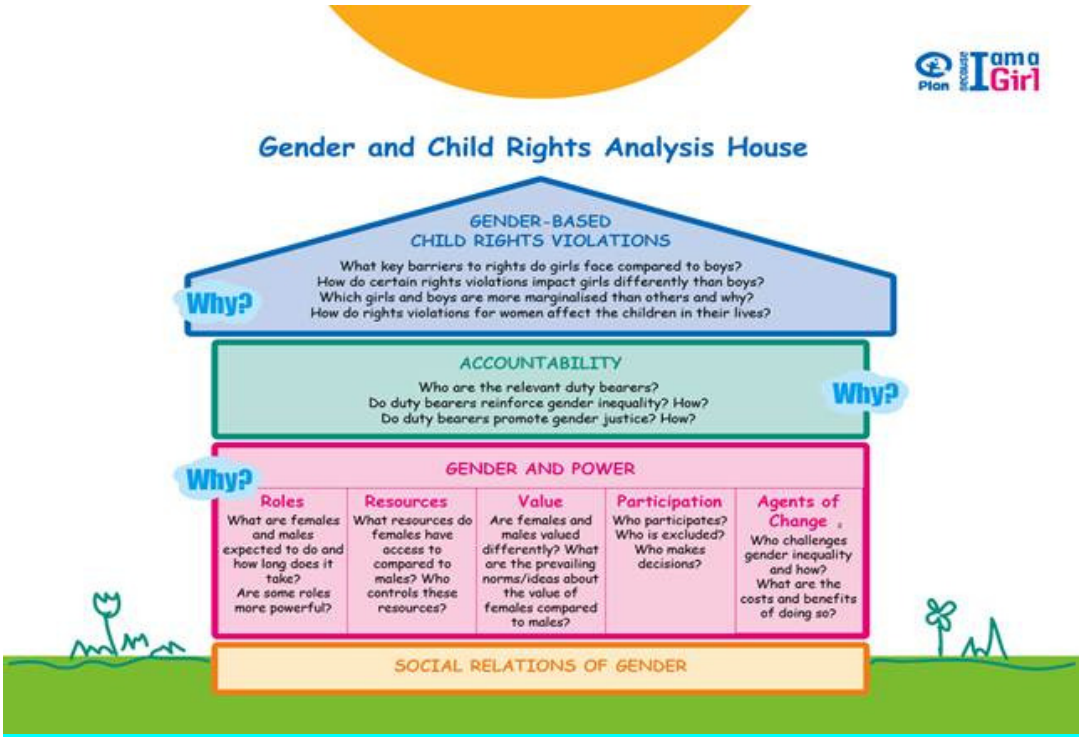 Plan
because
I am a
Girl
Gender and Child Rights Analysis House
GENDER-BASED
CHILD RIGHTS VIOLATIONS
What key barriers to rights do girls face compared to boys?
How do certain rights violations impact girls differently than boys?
Which girls and boys are more marginalised than others and why?
How do rights violations for women affect the children in their lives?
Why?
ACCOUNTABILITY
Who are the relevant duty bearers?
Do duty bearers reinforce gender inequality? How?
Do duty bearers promote gender justice? How?
Why?
GENDER AND POWER
Why?
Roles
What are females
and males
expected to do and
how long does it
take?
Are some roles
more powerful?
Resources
What resources do
females have
access to
compared to
males? Who
controls these
resources?
Value
Are females and
males valued
differently? What
are the prevailing
norms/ideas about
the value of
females compared
to males?
Participation
Who participates?
Who is excluded?
Who makes
decisions?
Agents of
Change
Who challenges
gender inequality
and how?
What are the
costs and benefits
of doing so?
SOCIAL RELATIONS OF GENDER